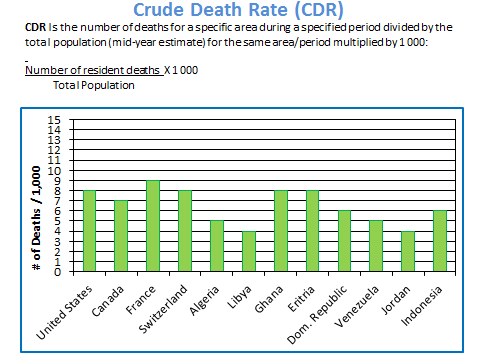 Crude Death Rate (CDR)
CDR Is the number of deaths for a specific area during a specified period divided by the
total population (mid-year estimate) for the same area/period multiplied by 1 000:
Number of resident deaths X 1 000
Total Population
# of Deaths / 1,000
15
14
13
12
11
10
9
8
7
6
5
4
3
2
1
0
United States
Canada
France
Switzerland
Algeria
Libya
Ghana
Eritria
Dom. Republic
Venezuela
Jordan
Indonesia